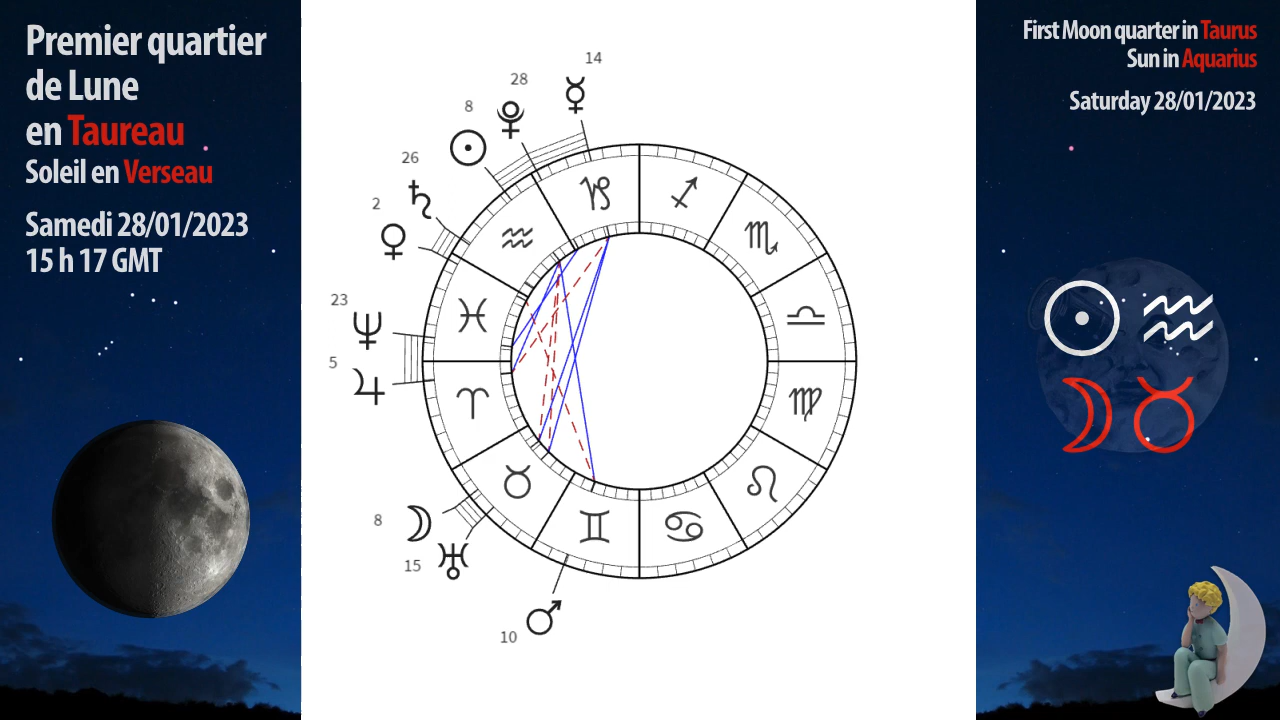 Premier quartier
de Lune
en Taureau
Soleil en Verseau
Samedi 28/01/2023
15 h 17 GMT
First Moon quarter in Taurus
Sun in Aquarius
Saturday 28/01/2023
14
28
8
26
2
23
5
8
15
10